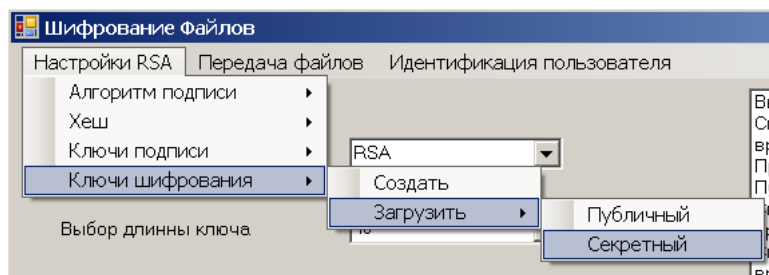 Шифрование Файлов
Настройки RSA Передача файлов Идентификация пользователя
Алгоритм подписи
Хеш
Ключи подписи
RSA
Ключи шифрования
Создать
Загрузить
Публичный
Выбор длинны ключа
Секретный